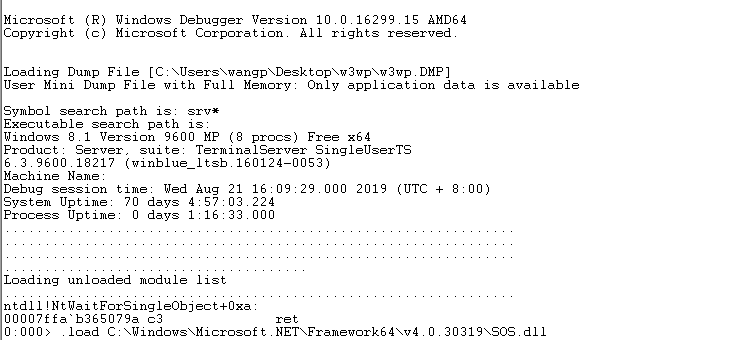 Microsoft (R) Windows Debugger Version 10.0.16299.15 AMD64
Copyright (c) Microsoft Corporation. All rights reserved.
Loading Dump File [C:\Users\wangp\Desktop\w3wp\w3wp.DMP]
User Mini Dump File with Full Memory: Only application data is available
Symbol search path is: srv*
Executable search path is:
Windows 8.1 Version 9600 MP (8 procs) Free x64
Product: Server, suite: TerminalServer SingleUserTS
6.3.9600.18217 (winblue_ltsb.160124-0053)
Machine Name:
Debug session time: Wed Aug 21 16:09:29.000 2019 (UTC + 8:00)
System Uptime: 70 days 4:57:03.224
Process Uptime: 0 days 1:16:33.000
................................................................
................................................................
................................................................
......................................
Loading unloaded module list
................................................................
ntdll!NtWaitForSingleObject+0xa:
00007ffa`b365079a c3              ret
0:000> .load C:\Windows\Microsoft.NET\Framework64\v4.0.30319\SOS.dll